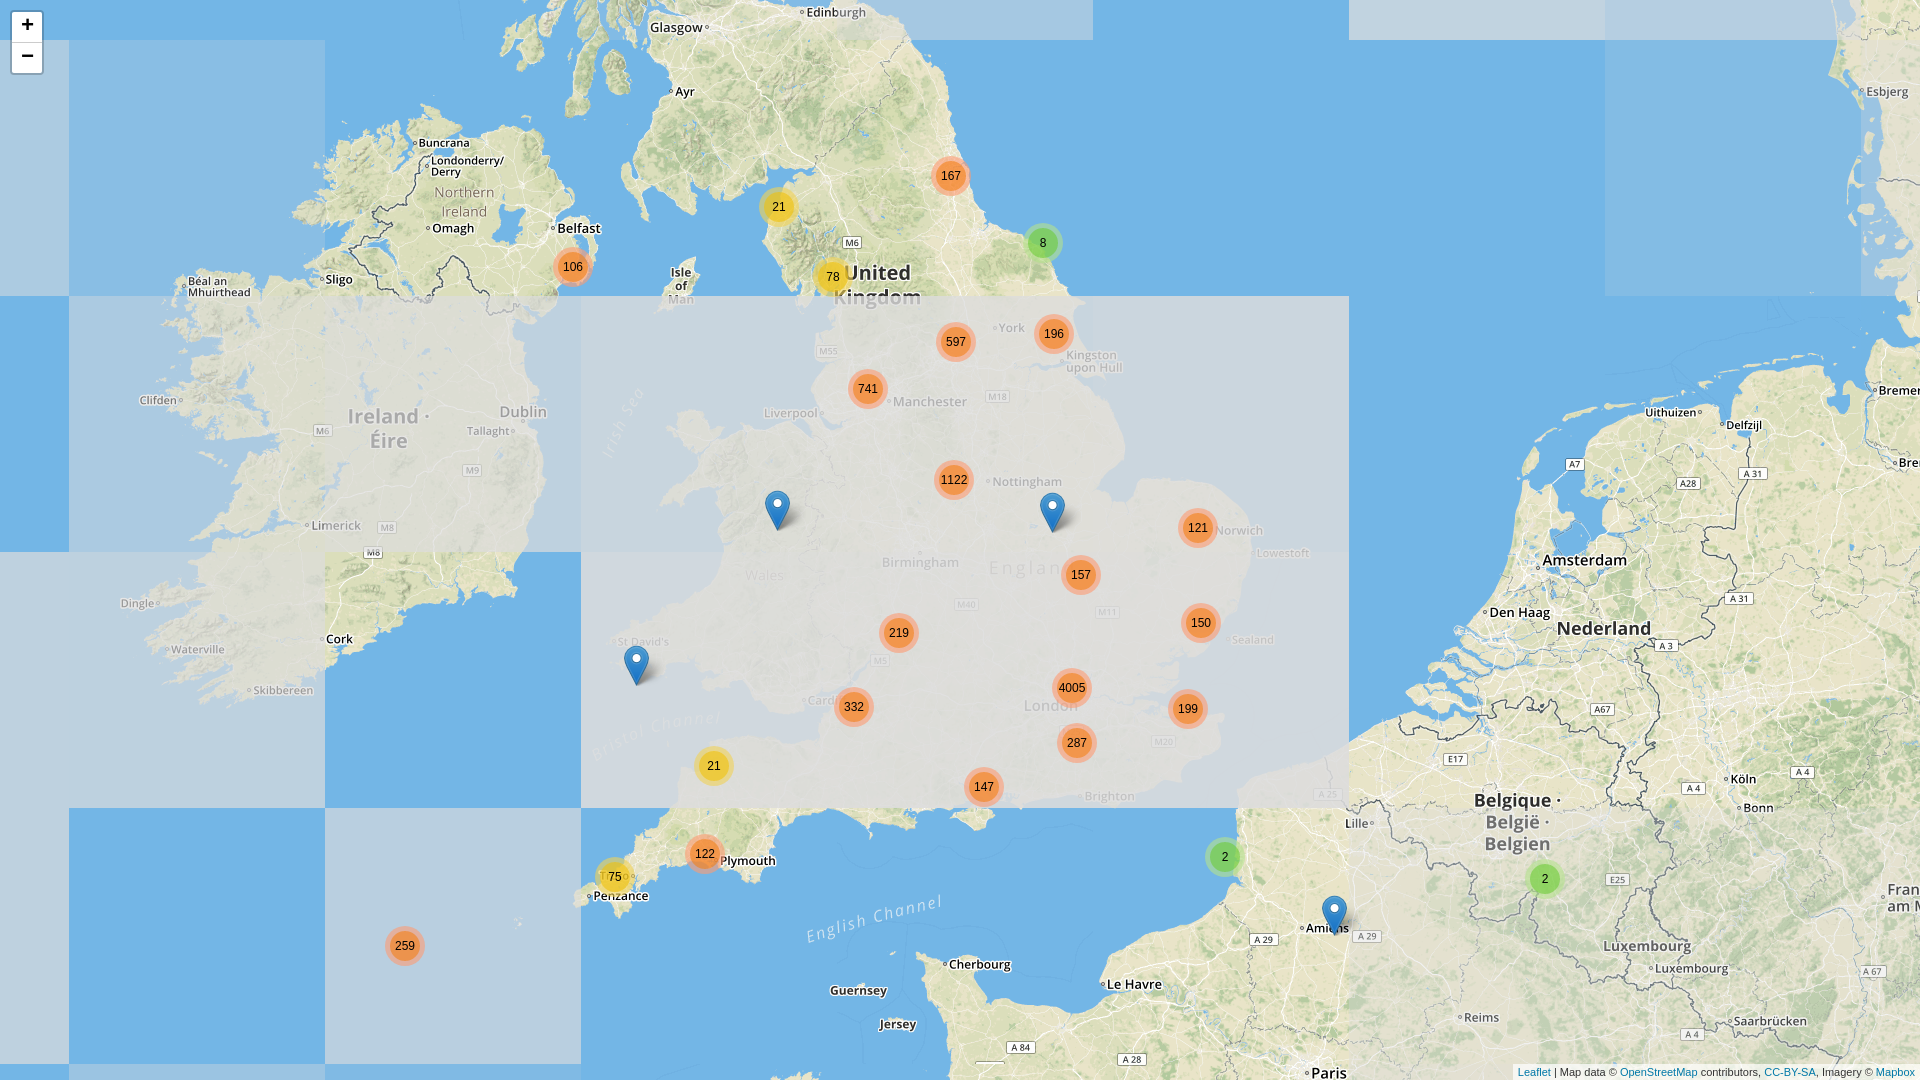 +
−
Edinburgh
Glasgow
Ayr
Esbjerg
Buncrana
Londonderry/
Derry
167
Northern
Ireland
21
Omagh
Belfast
M6
8
106
Isle
of
Man
78
United
Kingdom
Sligo
Béal an
Mhuirthead
York
196
597
M55
Kingston
upon Hull
741
Manchester
M18
Clifden
Liverpool
Dublin
Ireland ·
Éire
Tallaght
M6
Irish Sea
Uithuizen
Delfzijl
Bremer
Bre
A7
A 31
A28
M9
1122
Nottingham
Limerick
M8
121
Norwich
M8
Lowestoft
Birmingham
England
Wales
157
Amsterdam
Dingle
M40
M11
A 31
Den Haag
Nederland
219
150
Sealand
Cork
St David's
Waterville
M5
A 3
Skibbereen
4005
London
Cardi
332
199
A67
Bristol Channel
287
M20
E17
21
147
Brighton
A 25
Köln
A 4
A 4
Belgique ·
België ·
Belgien
Bonn
Lille
122
Plymouth
2
75
Penzance
2
E25
Fran
am M
English Channel
259
Amiens
A 29
A 29
Luxembourg
Luxembourg
A 67
Cherbourg
Le Havre
Guernsey
Jersey
Reims
Saarbrücken
A 4
A 84
A 28
Paris
Leaflet | Map data © OpenStreetMap contributors, CC-BY-SA, Imagery © Mapbox